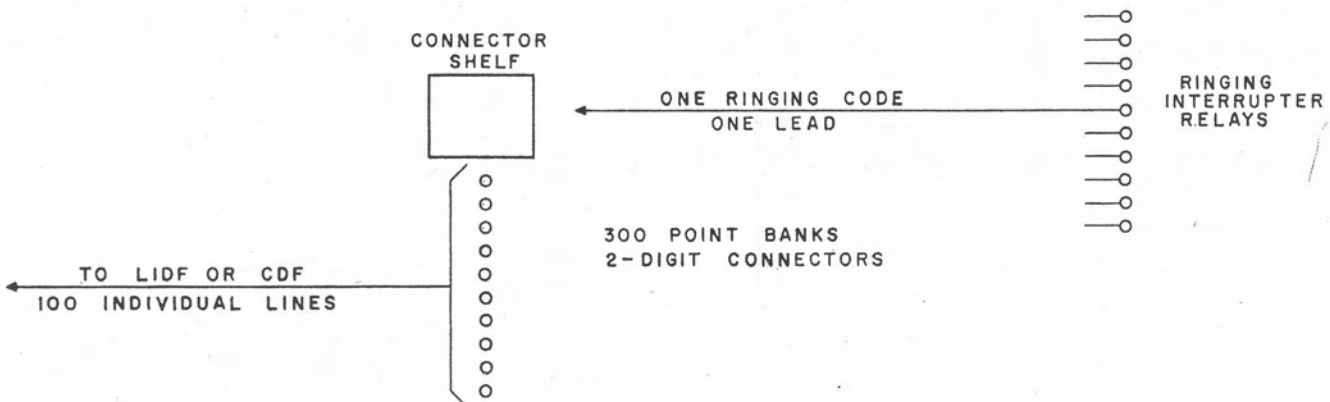 CONNECTOR
SHELF
ONE RINGING CODE
ONE LEAD
RINGING
INTERRUPTER
RELAYS
300 POINT BANKS
2-DIGIT CONNECTORS
TO LIDF OR CDF
100 INDIVIDUAL LINES